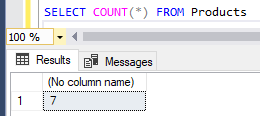 SELECT COUNT(*) FROM Products
100 %
Results Messages
(No column name)
1 7